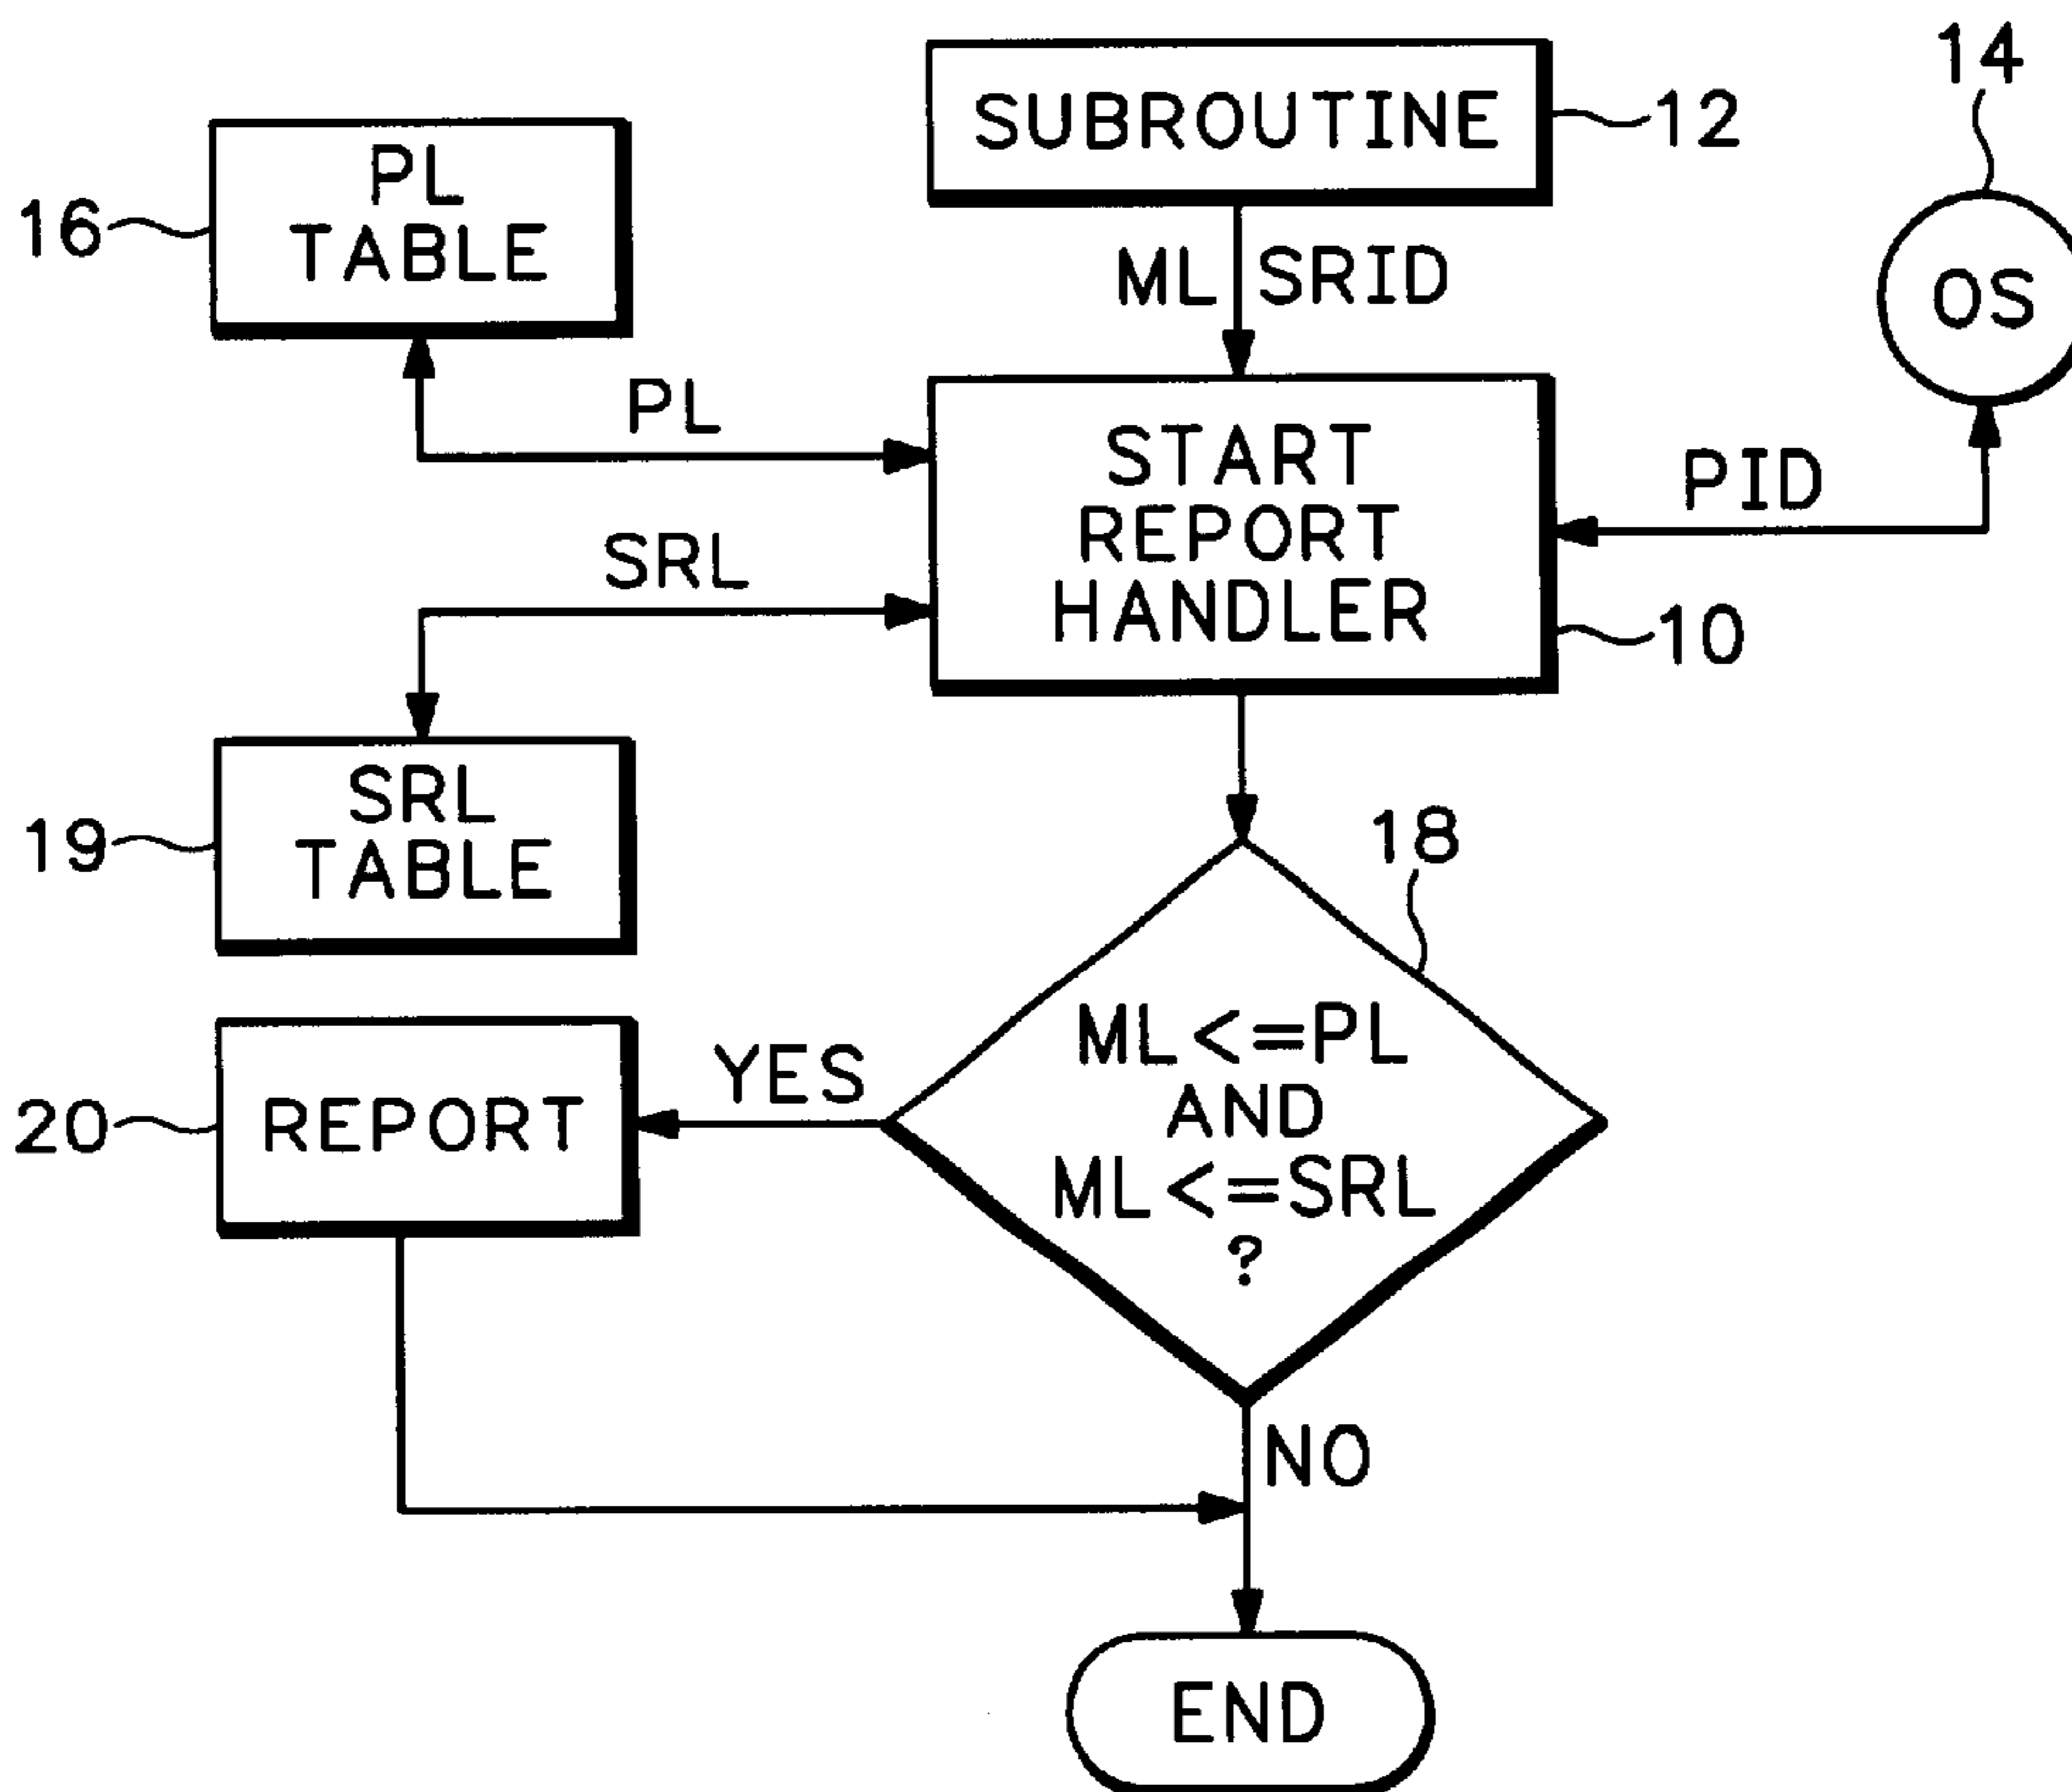 14
SUBROUTINE
12
PL
TABLE
16
ML SRID
OS
PL
START
REPORT
HANDLER
PID
SRL
10
SRL
TABLE
19
18
ML<=PL
AND
ML<=SRL
?
YES
REPORT
20
NO
END